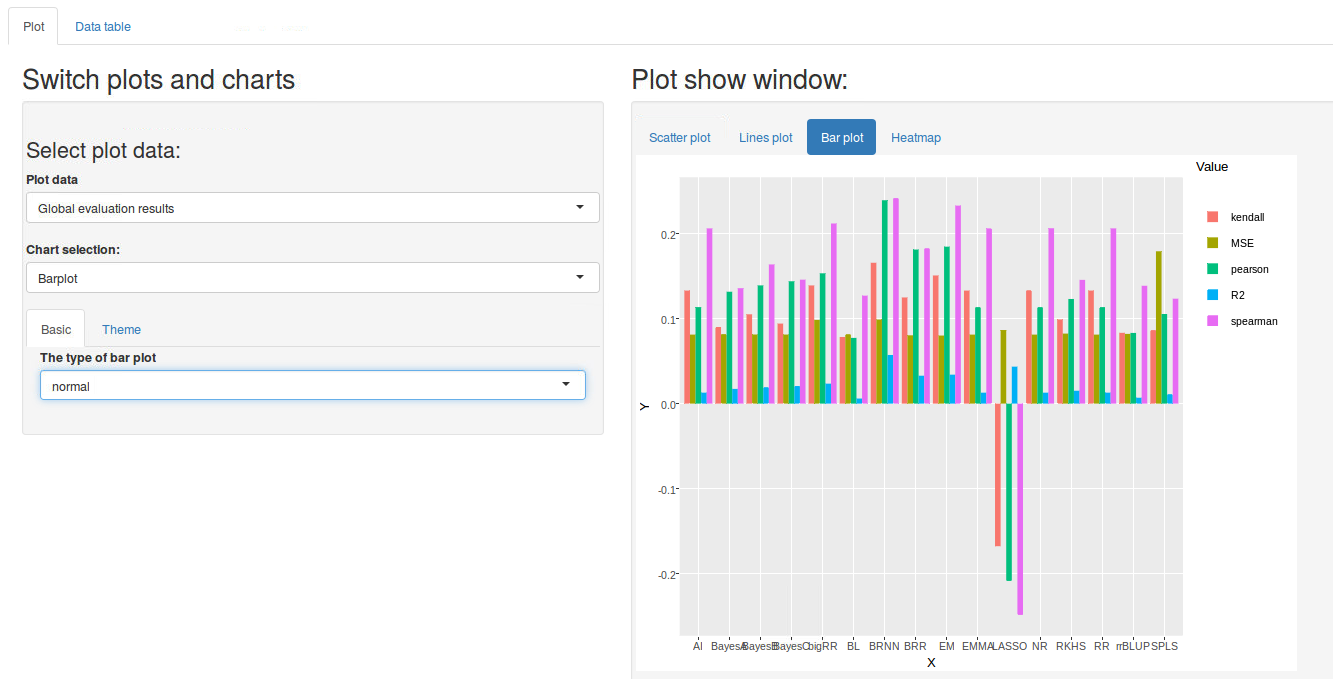 Plot Data table
Switch plots and charts
Select plot data:
Plot data
Global evaluation results
Chart selection:
Barplot
Basic Theme
The type of bar plot
normal
Plot show window:
Scatter plot Lines plot Bar plot Heatmap
Value
kendall
MSE
pearson
R2
spearman
Y
0.2
0.1
0.0
-0.1
-0.2
AI BayesA BayesB BayesC bigRR BL BRNN BRR EM EMMA LASSO NR RKHS RR rrBLUP SPLS
X